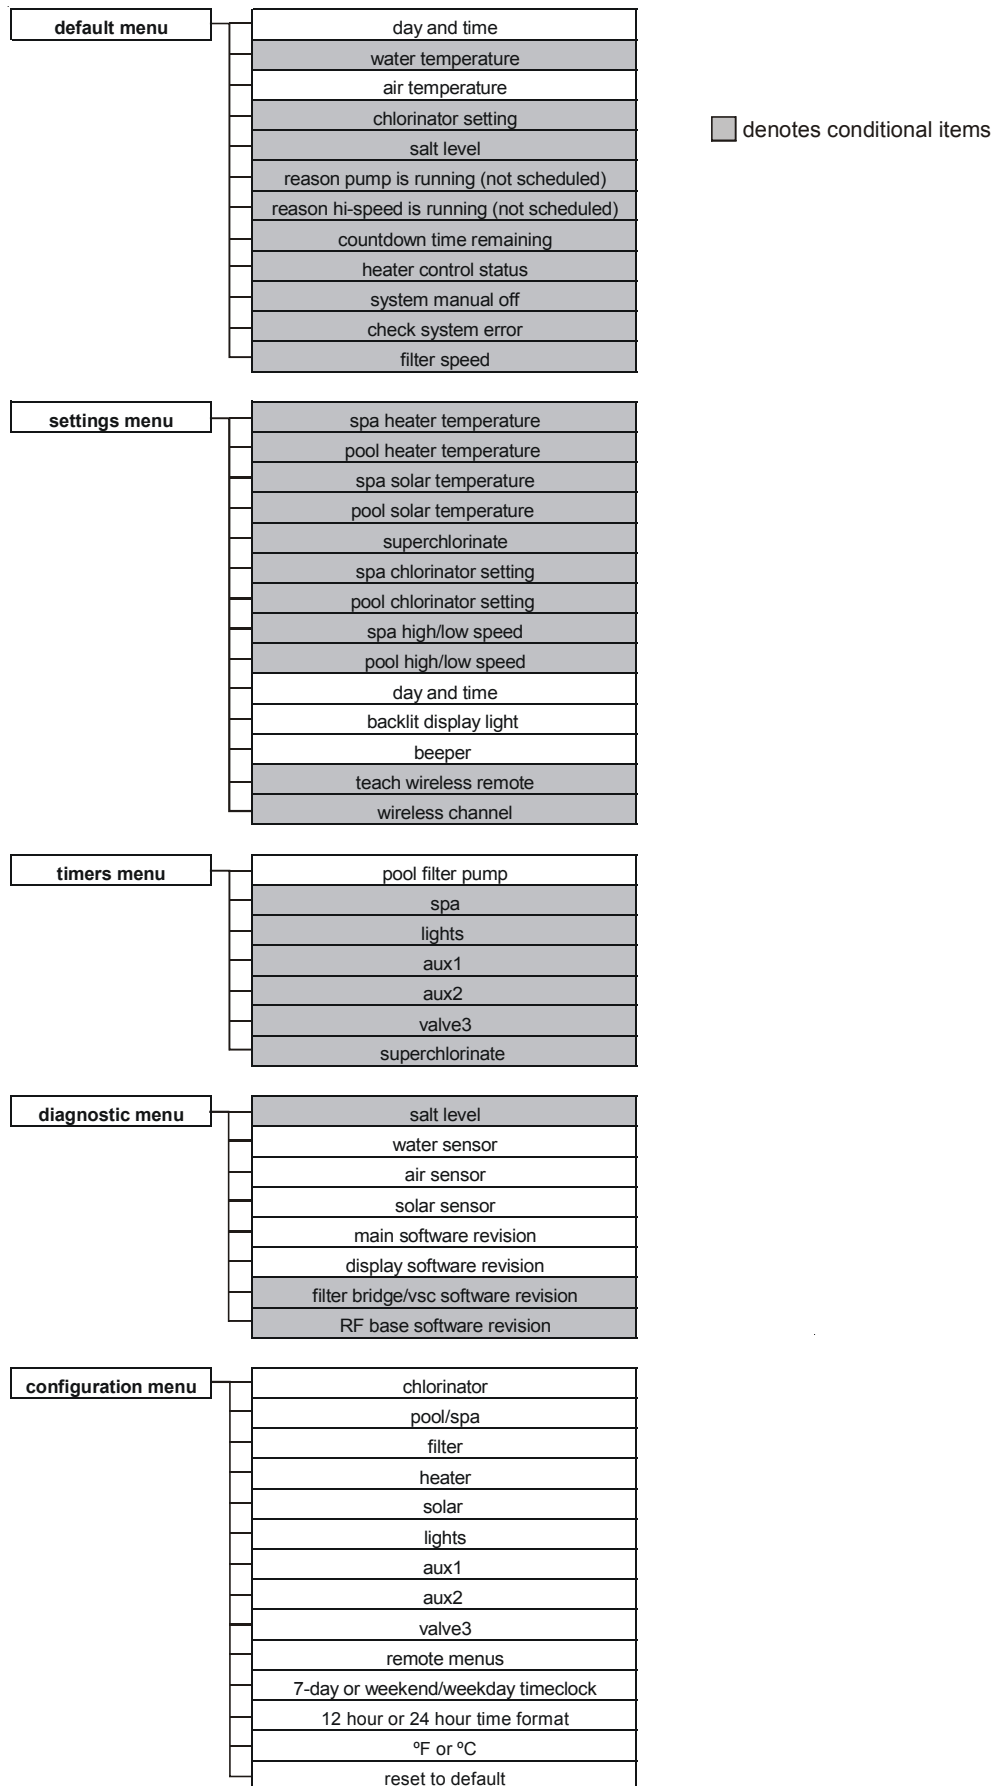 default menu
day and time
water temperature
air temperature
chlorinator setting
salt level
reason pump is running (not scheduled)
reason hi-speed is running (not scheduled)
countdown time remaining
heater control status
system manual off
check system error
filter speed
denotes conditional items
settings menu
spa heater temperature
pool heater temperature
spa solar temperature
pool solar temperature
superchlorinate
spa chlorinator setting
pool chlorinator setting
spa high/low speed
pool high/low speed
day and time
backlit display light
beeper
teach wireless remote
wireless channel
timers menu
pool filter pump
spa
lights
aux1
aux2
valve3
superchlorinate
diagnostic menu
salt level
water sensor
air sensor
solar sensor
main software revision
display software revision
filter bridge/vsc software revision
RF base software revision
configuration menu
chlorinator
pool/spa
filter
heater
solar
lights
aux1
aux2
valve3
remote menus
7-day or weekend/weekday timeclock
12 hour or 24 hour time format
ºF or ºC
reset to default